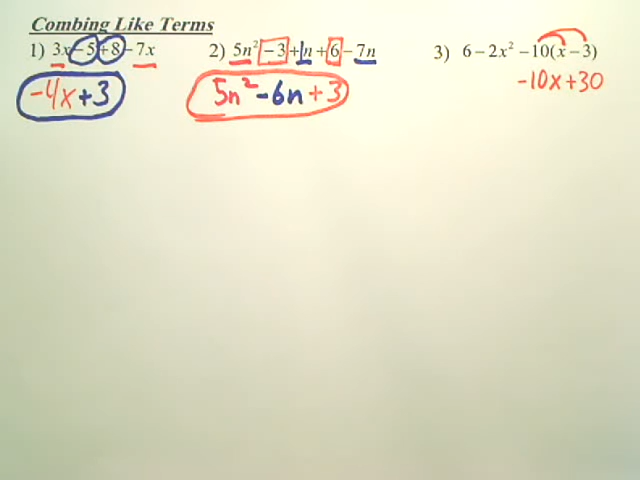 Combing Like Terms
1) 3x − 5 + 8 − 7x 2) 5n² − 3 + 1n + 6 − 7n 3) 6 − 2x² − 10(x − 3)
-4x +3 5n² -6n +3 -10x +30